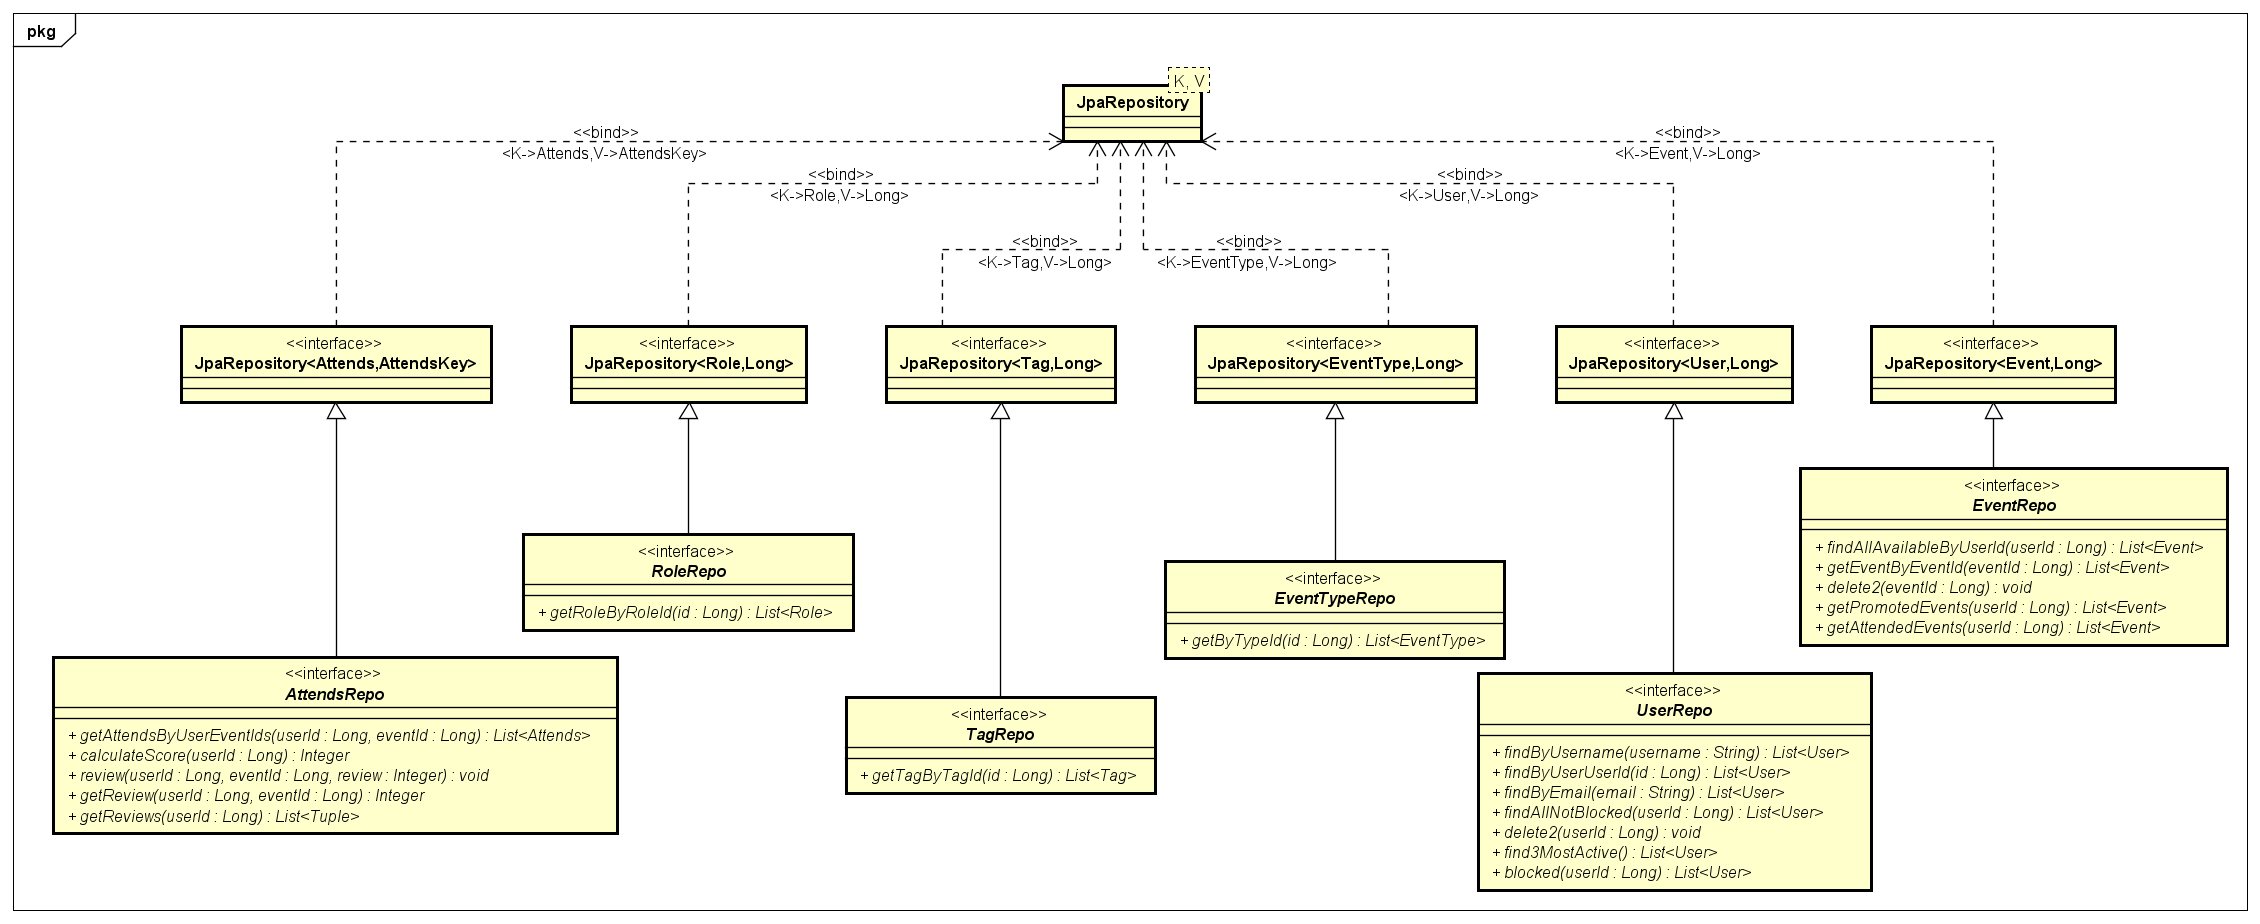 pkg
K, V
JpaRepository
<<bind>>
<K->Attends,V->AttendsKey>
<<bind>>
<K->Role,V->Long>
<<bind>>
<K->Tag,V->Long>
<<bind>>
<K->EventType,V->Long>
<<bind>>
<K->User,V->Long>
<<bind>>
<K->Event,V->Long>
<<interface>>
JpaRepository<Attends,AttendsKey>
<<interface>>
JpaRepository<Role,Long>
<<interface>>
JpaRepository<Tag,Long>
<<interface>>
JpaRepository<EventType,Long>
<<interface>>
JpaRepository<User,Long>
<<interface>>
JpaRepository<Event,Long>
<<interface>>
AttendsRepo
+ getAttendsByUserEventIds(userId : Long, eventId : Long) : List<Attends>
+ calculateScore(userId : Long) : Integer
+ review(userId : Long, eventId : Long, review : Integer) : void
+ getReview(userId : Long, eventId : Long) : Integer
+ getReviews(userId : Long) : List<Tuple>
<<interface>>
RoleRepo
+ getRoleByRoleId(id : Long) : List<Role>
<<interface>>
TagRepo
+ getTagByTagId(id : Long) : List<Tag>
<<interface>>
EventTypeRepo
+ getByTypeId(id : Long) : List<EventType>
<<interface>>
UserRepo
+ findByUsername(username : String) : List<User>
+ findByUserUserId(id : Long) : List<User>
+ findByEmail(email : String) : List<User>
+ findAllNotBlocked(userId : Long) : List<User>
+ delete2(userId : Long) : void
+ find3MostActive() : List<User>
+ blocked(userId : Long) : List<User>
<<interface>>
EventRepo
+ findAllAvailableByUserId(userId : Long) : List<Event>
+ getEventByEventId(eventId : Long) : List<Event>
+ delete2(eventId : Long) : void
+ getPromotedEvents(userId : Long) : List<Event>
+ getAttendedEvents(userId : Long) : List<Event>